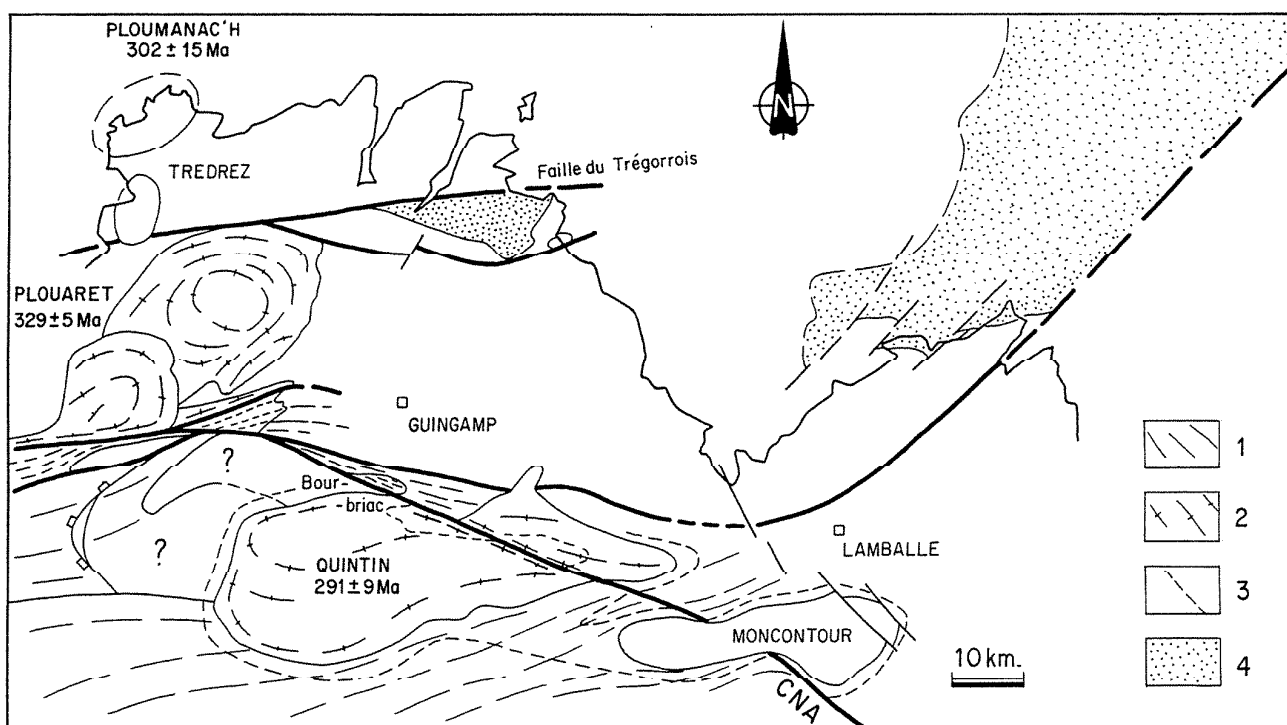 PLOUMANAC'H
302 ± 15 Ma
N
TREDREZ
Faille du Trégorrois
PLOUARET
329 ± 5 Ma
GUINGAMP
?
Bour-
briac
?
QUINTIN
291 ± 9 Ma
LAMBALLE
MONCONTOUR
CNA
10 km.
1
2
3
4